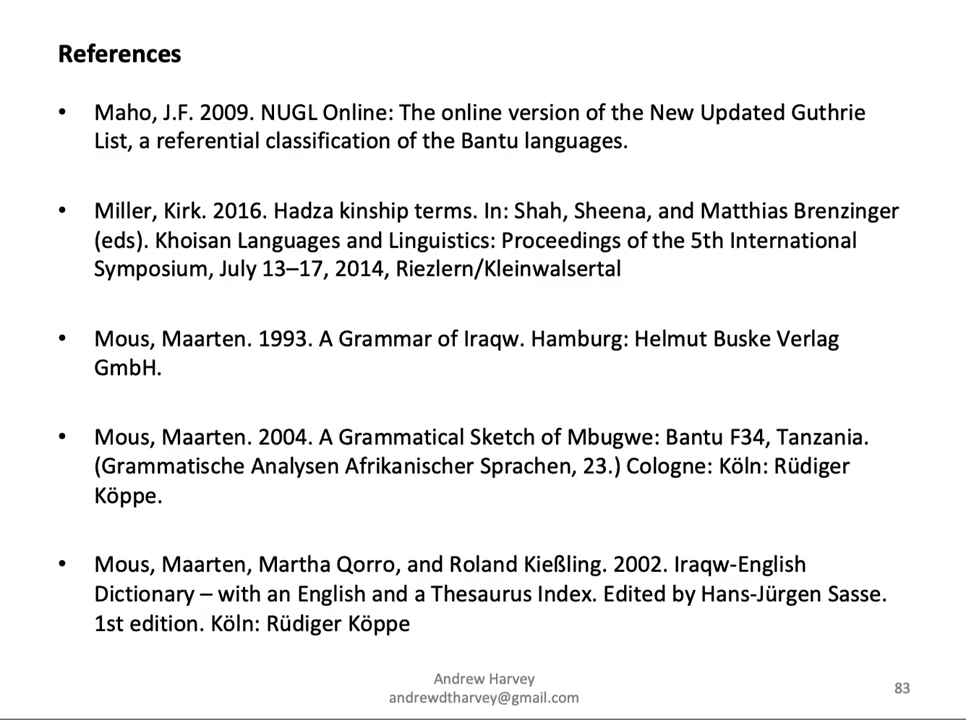 References
• Maho, J.F. 2009. NUGL Online: The online version of the New Updated Guthrie
List, a referential classification of the Bantu languages.
• Miller, Kirk. 2016. Hadza kinship terms. In: Shah, Sheena, and Matthias Brenzinger
(eds). Khoisan Languages and Linguistics: Proceedings of the 5th International
Symposium, July 13–17, 2014, Riezlern/Kleinwalsertal
• Mous, Maarten. 1993. A Grammar of Iraqw. Hamburg: Helmut Buske Verlag
GmbH.
• Mous, Maarten. 2004. A Grammatical Sketch of Mbugwe: Bantu F34, Tanzania.
(Grammatische Analysen Afrikanischer Sprachen, 23.) Cologne: Köln: Rüdiger
Köppe.
• Mous, Maarten, Martha Qorro, and Roland Kießling. 2002. Iraqw-English
Dictionary – with an English and a Thesaurus Index. Edited by Hans-Jürgen Sasse.
1st edition. Köln: Rüdiger Köppe
Andrew Harvey
andrewdtharvey@gmail.com
83